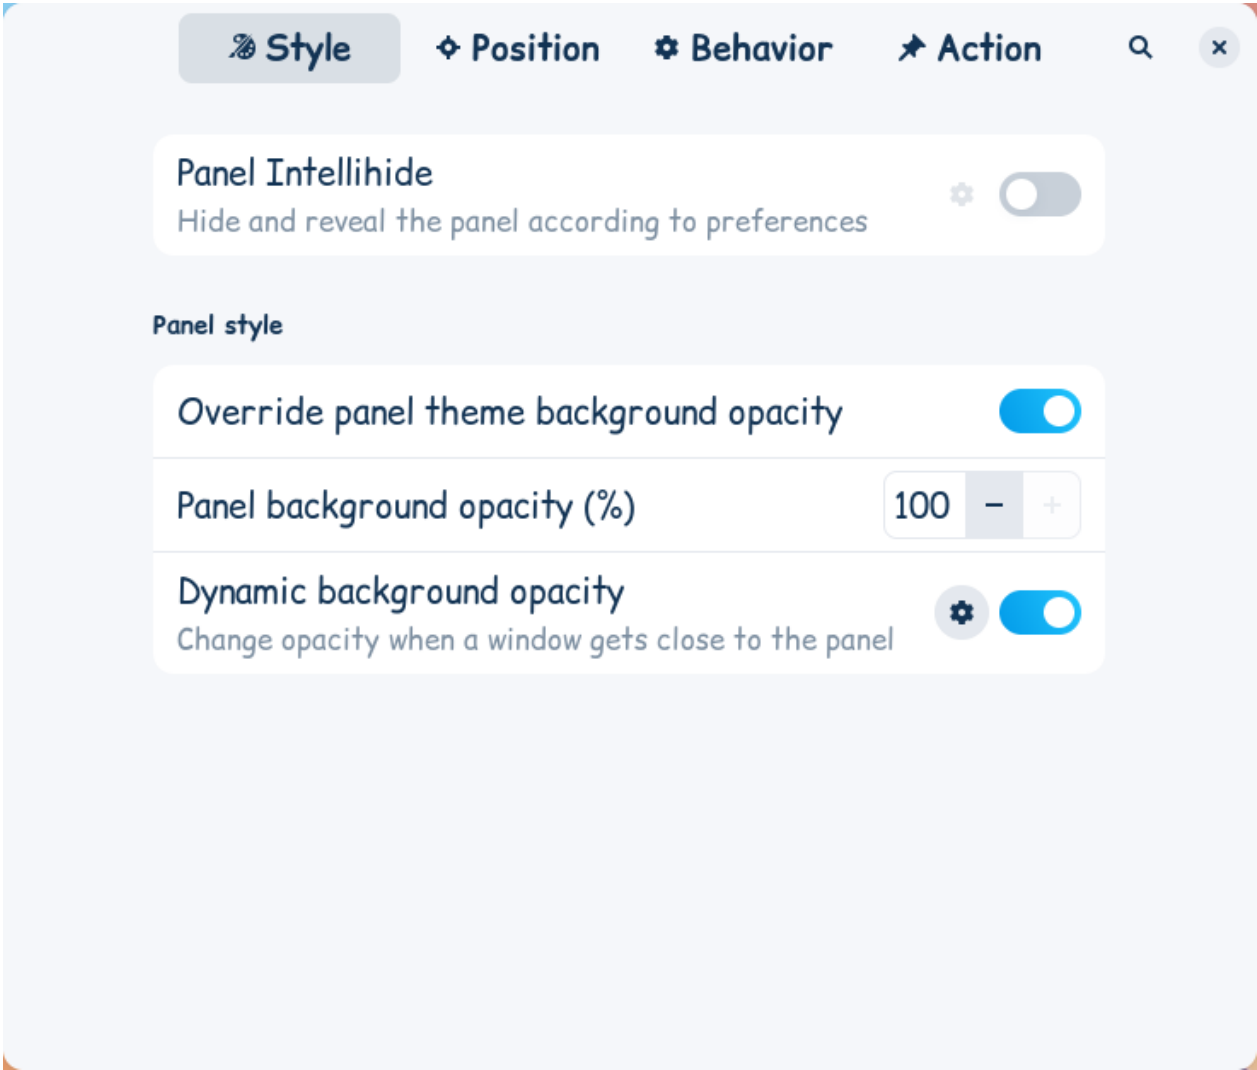 Style Position Behavior Action
Panel Intellihide
Hide and reveal the panel according to preferences
Panel style
Override panel theme background opacity
Panel background opacity (%) 100 − +
Dynamic background opacity
Change opacity when a window gets close to the panel